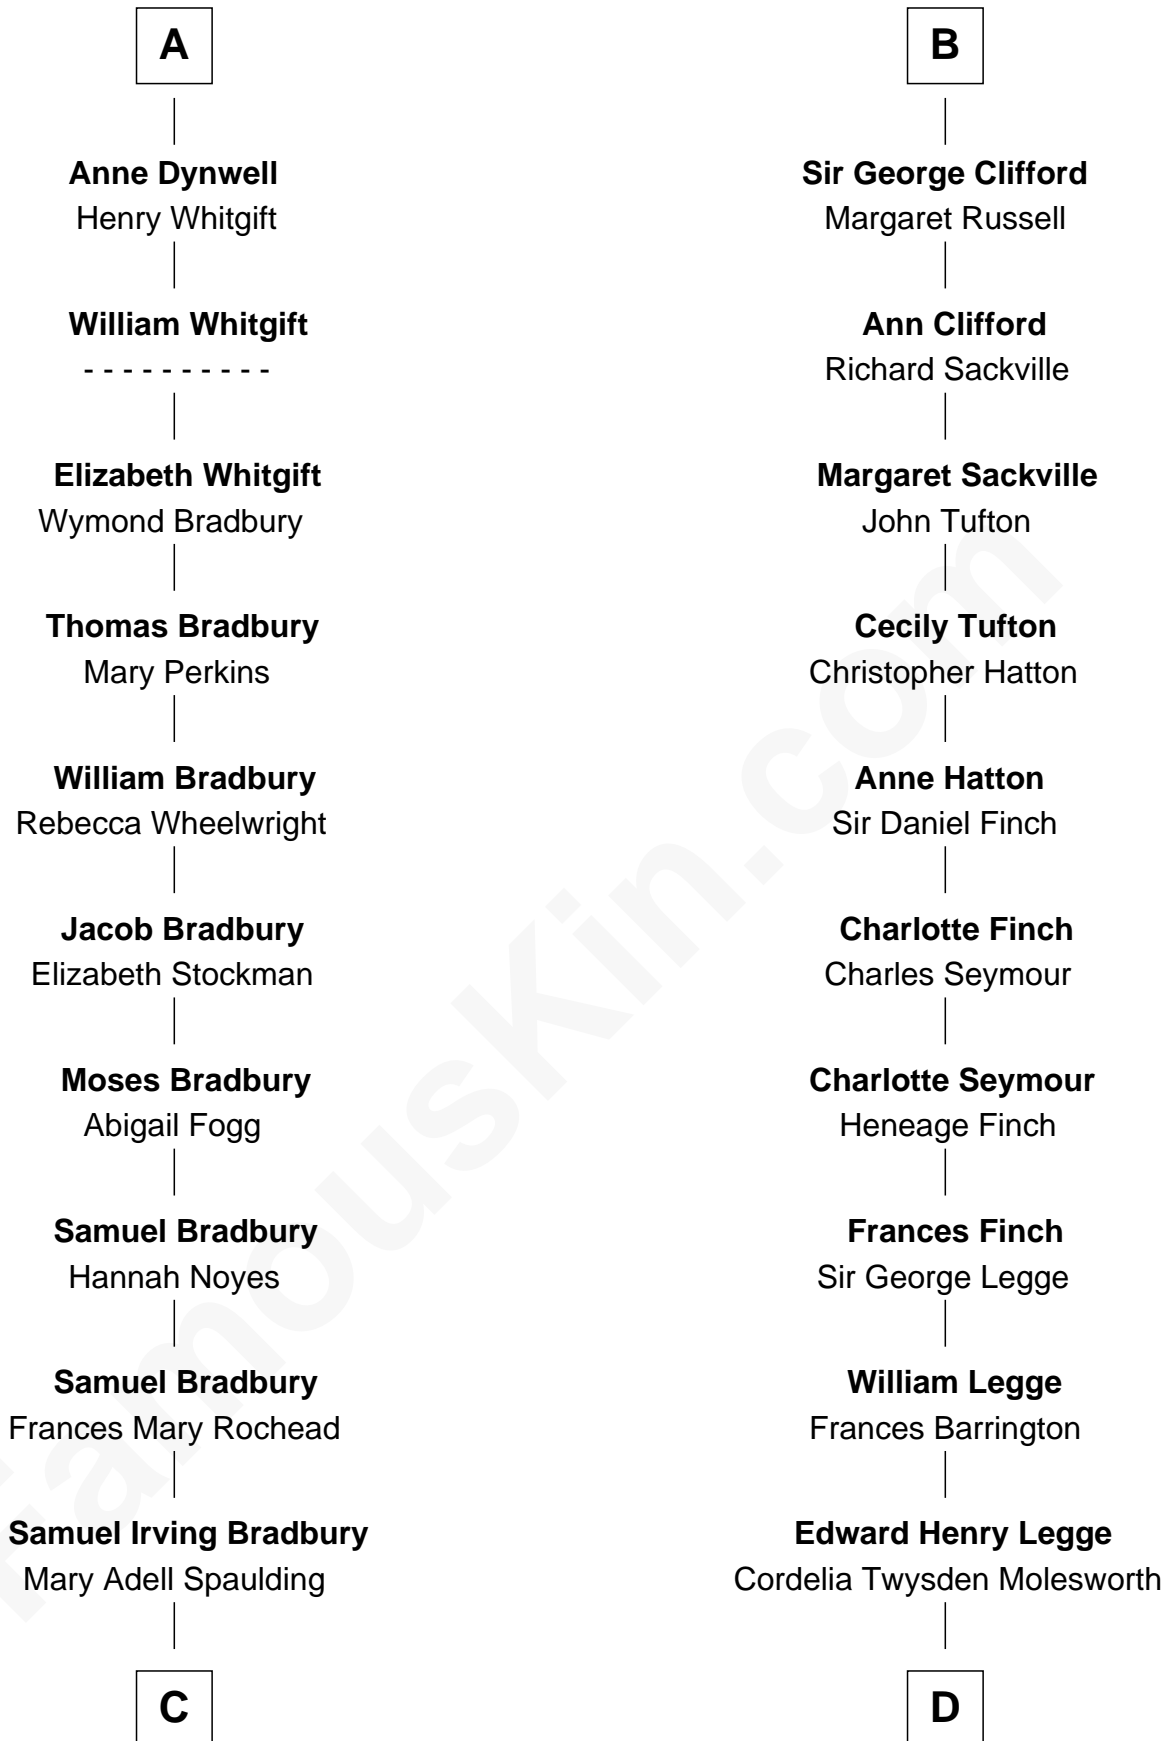 A
Anne Dynwell
Henry Whitgift
William Whitgift
- - - - - - - - - -
Elizabeth Whitgift
Wymond Bradbury
Thomas Bradbury
Mary Perkins
William Bradbury
Rebecca Wheelwright
Jacob Bradbury
Elizabeth Stockman
Moses Bradbury
Abigail Fogg
Samuel Bradbury
Hannah Noyes
Samuel Bradbury
Frances Mary Rochead
Samuel Irving Bradbury
Mary Adell Spaulding
C
B
Sir George Clifford
Margaret Russell
Ann Clifford
Richard Sackville
Margaret Sackville
John Tufton
Cecily Tufton
Christopher Hatton
Anne Hatton
Sir Daniel Finch
Charlotte Finch
Charles Seymour
Charlotte Seymour
Heneage Finch
Frances Finch
Sir George Legge
William Legge
Frances Barrington
Edward Henry Legge
Cordelia Twysden Molesworth
D
FamousKin.com